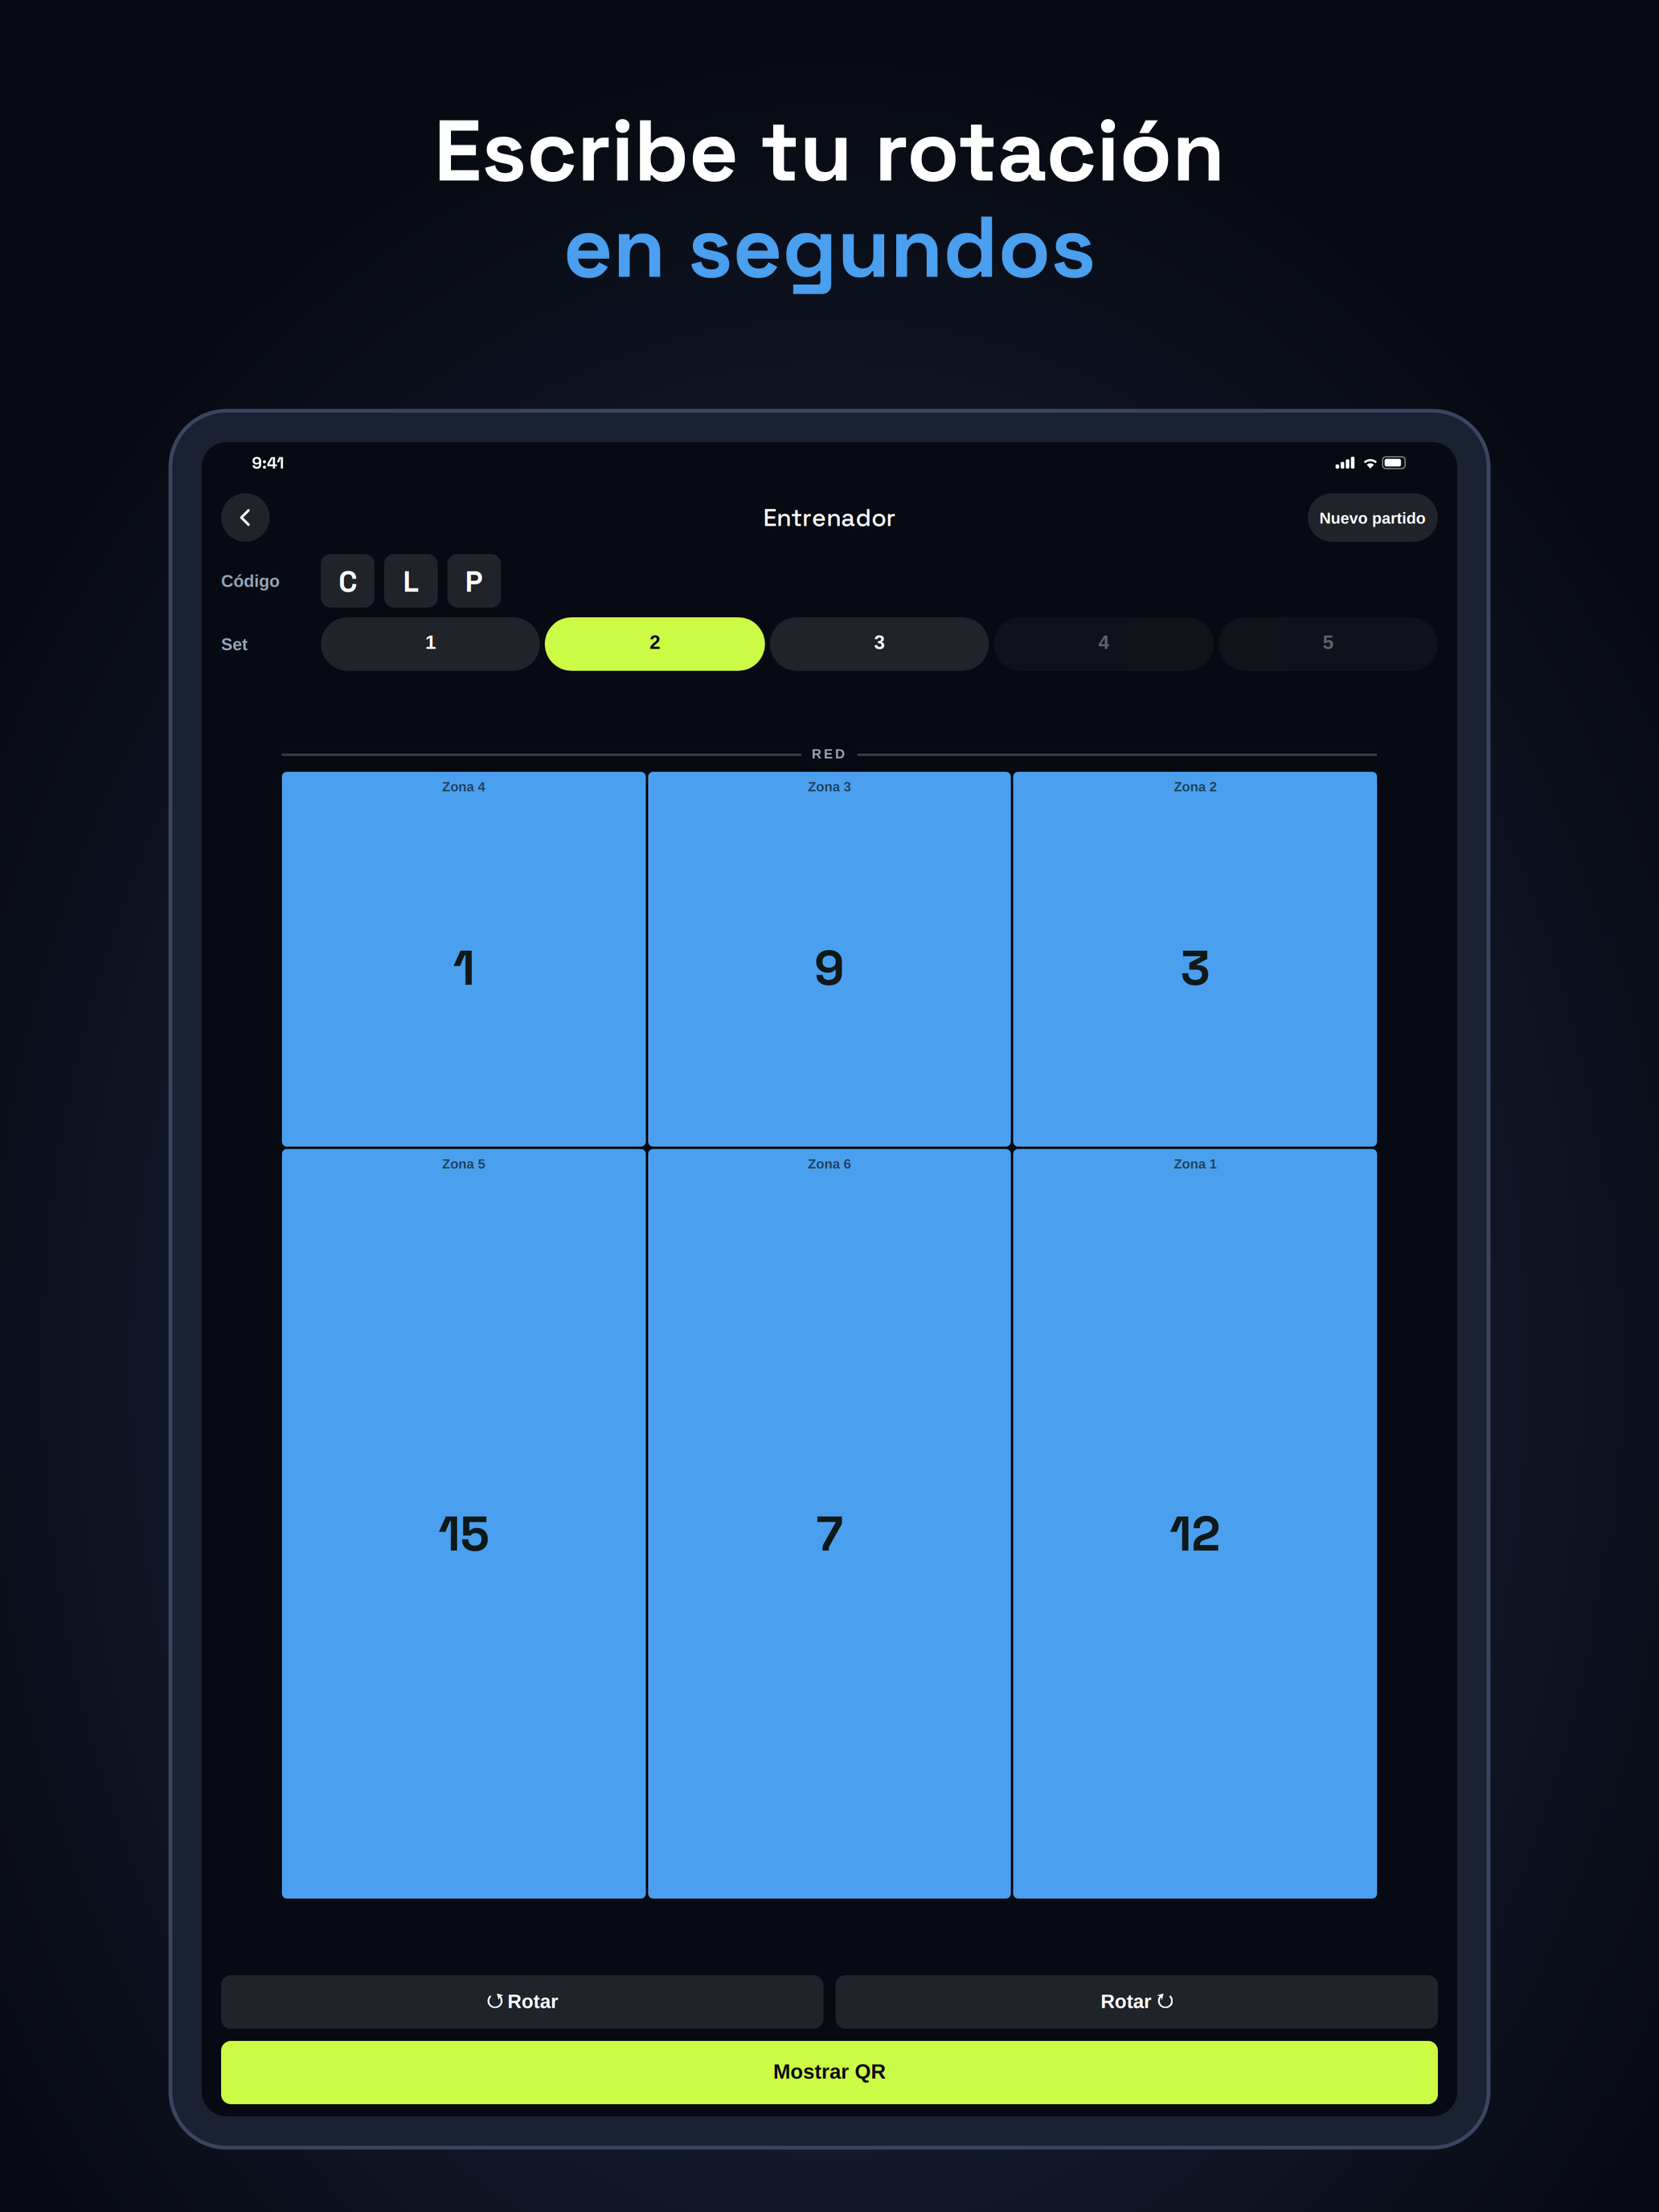 Escribe tu rotación
en segundos
9:41
Entrenador
Nuevo partido
Código
C L P
Set
1 2 3 4 5
RED
Zona 4 Zona 3 Zona 2
1 9 3
Zona 5 Zona 6 Zona 1
15 7 12
Rotar Rotar
Mostrar QR